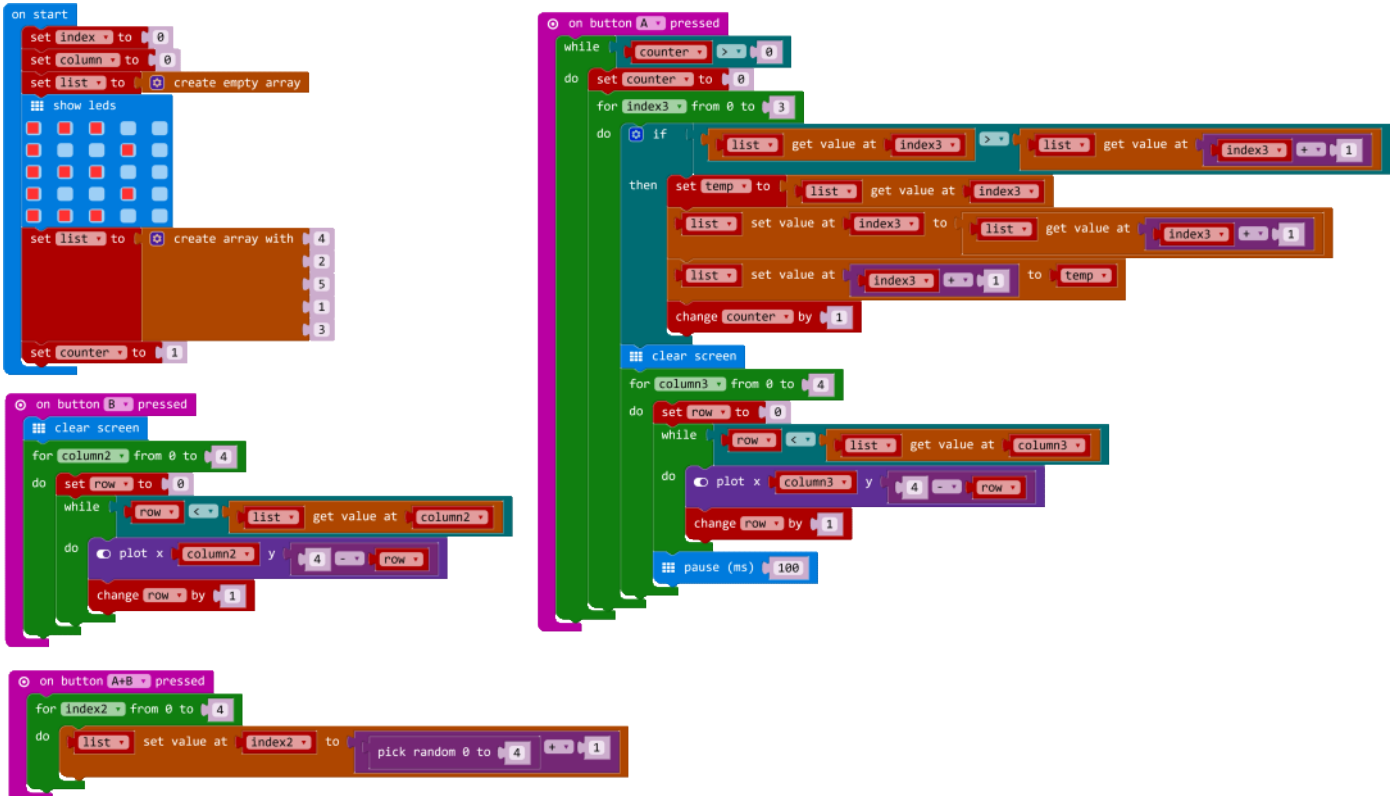 on start
set index to 0
set column to 0
set list to create empty array
show leds
set list to create array with 4
2
5
1
3
set counter to 1
on button B pressed
clear screen
for column2 from 0 to 4
do set row to 0
while row < list get value at column2
do plot x column2 y 4 - row
change row by 1
on button A+B pressed
for index2 from 0 to 4
do list set value at index2 to pick random 0 to 4 + 1
on button A pressed
while counter > 0
do set counter to 0
for index3 from 0 to 3
do if list get value at index3 > list get value at index3 + 1
then set temp to list get value at index3
list set value at index3 to list get value at index3 + 1
list set value at index3 + 1 to temp
change counter by 1
clear screen
for column3 from 0 to 4
do set row to 0
while row < list get value at column3
do plot x column3 y 4 - row
change row by 1
pause (ms) 100